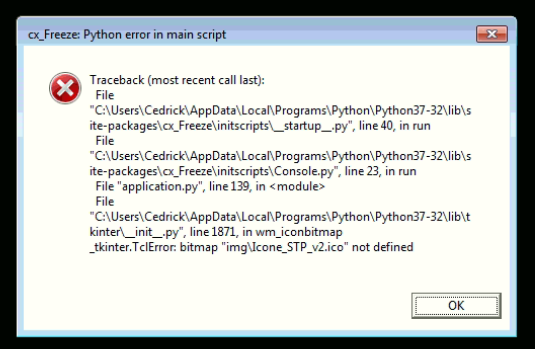 cx_Freeze: Python error in main script
Traceback (most recent call last):
File
"C:\Users\Cedrick\AppData\Local\Programs\Python\Python37-32\lib\s
ite-packages\cx_Freeze\initscripts\__startup__.py", line 40, in run
File
"C:\Users\Cedrick\AppData\Local\Programs\Python\Python37-32\lib\s
ite-packages\cx_Freeze\initscripts\Console.py", line 23, in run
File "application.py", line 139, in <module>
File
"C:\Users\Cedrick\AppData\Local\Programs\Python\Python37-32\lib\t
kinter\__init__.py", line 1871, in wm_iconbitmap
_tkinter.TclError: bitmap "img\Icone_STP_v2.ico" not defined
OK